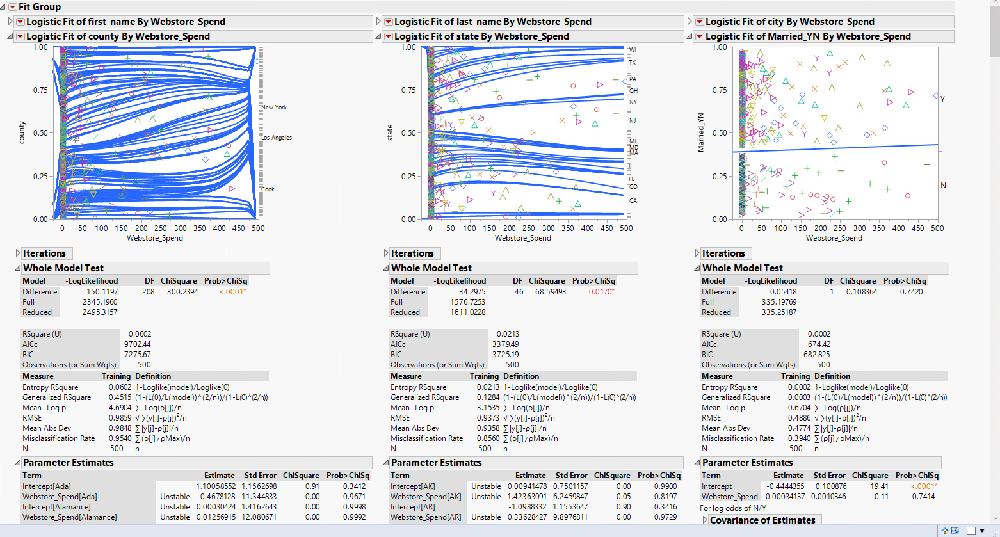 Fit Group
Logistic Fit of first_name By Webstore_Spend
Logistic Fit of last_name By Webstore_Spend
Logistic Fit of city By Webstore_Spend
Logistic Fit of county By Webstore_Spend
1.00
0.75
0.50
0.25
0.00
county
New York
Los Angeles
Cook
0 50 100 150 200 250 300 350 400 450 500
Webstore_Spend
Iterations
Whole Model Test
Model -LogLikelihood DF ChiSquare Prob>ChiSq
Difference 150.1197 208 300.2394 <.0001*
Full 2345.1960
Reduced 2495.3157
RSquare (U) 0.0602
AICc 9702.44
BIC 7275.67
Observations (or Sum Wgts) 500
Measure Training Definition
Entropy RSquare 0.0602 1-Loglike(model)/Loglike(0)
Generalized RSquare 0.4515 (1-(L(0)/L(model))^(2/n))/(1-L(0)^(2/n))
Mean -Log p 4.6904 ∑ -Log(ρ[j])/n
RMSE 0.9859 √ ∑(y[j]-ρ[j])²/n
Mean Abs Dev 0.9848 ∑ |y[j]-ρ[j]|/n
Misclassification Rate 0.9540 ∑ (ρ[j]≠ρMax)/n
N 500 n
Parameter Estimates
Term Estimate Std Error ChiSquare Prob>ChiSq
Intercept[Ada] 1.10058552 1.1562698 0.91 0.3412
Webstore_Spend[Ada] Unstable -0.4678128 11.344833 0.00 0.9671
Intercept[Alamance] Unstable 0.00030424 1.4162643 0.00 0.9998
Webstore_Spend[Alamance] Unstable 0.01256915 12.080671 0.00 0.9992
Logistic Fit of state By Webstore_Spend
1.00
0.75
0.50
0.25
0.00
state
WI
TX
PA
OH
NY
NJ
MI
MD
MA
IL
FL
CO
CA
0 50 100 150 200 250 300 350 400 450 500
Webstore_Spend
Iterations
Whole Model Test
Model -LogLikelihood DF ChiSquare Prob>ChiSq
Difference 34.2975 46 68.59493 0.0170*
Full 1576.7253
Reduced 1611.0228
RSquare (U) 0.0213
AICc 3379.49
BIC 3725.19
Observations (or Sum Wgts) 500
Measure Training Definition
Entropy RSquare 0.0213 1-Loglike(model)/Loglike(0)
Generalized RSquare 0.1284 (1-(L(0)/L(model))^(2/n))/(1-L(0)^(2/n))
Mean -Log p 3.1535 ∑ -Log(ρ[j])/n
RMSE 0.9373 √ ∑(y[j]-ρ[j])²/n
Mean Abs Dev 0.9358 ∑ |y[j]-ρ[j]|/n
Misclassification Rate 0.8560 ∑ (ρ[j]≠ρMax)/n
N 500 n
Parameter Estimates
Term Estimate Std Error ChiSquare Prob>ChiSq
Intercept[AK] Unstable 0.00941478 0.7501157 0.00 0.9900
Webstore_Spend[AK] Unstable 1.42363091 6.2459847 0.05 0.8197
Intercept[AR] -1.0988332 1.1553647 0.90 0.3416
Webstore_Spend[AR] Unstable 0.33628427 9.8976811 0.00 0.9729
Logistic Fit of Married_YN By Webstore_Spend
1.00
0.75
0.50
0.25
0.00
Married_YN
Y
N
0 50 100 150 200 250 300 350 400 450 500
Webstore_Spend
Iterations
Whole Model Test
Model -LogLikelihood DF ChiSquare Prob>ChiSq
Difference 0.05418 1 0.108364 0.7420
Full 335.19769
Reduced 335.25187
RSquare (U) 0.0002
AICc 674.42
BIC 682.825
Observations (or Sum Wgts) 500
Measure Training Definition
Entropy RSquare 0.0002 1-Loglike(model)/Loglike(0)
Generalized RSquare 0.0003 (1-(L(0)/L(model))^(2/n))/(1-L(0)^(2/n))
Mean -Log p 0.6704 ∑ -Log(ρ[j])/n
RMSE 0.4886 √ ∑(y[j]-ρ[j])²/n
Mean Abs Dev 0.4774 ∑ |y[j]-ρ[j]|/n
Misclassification Rate 0.3940 ∑ (ρ[j]≠ρMax)/n
N 500 n
Parameter Estimates
Term Estimate Std Error ChiSquare Prob>ChiSq
Intercept -0.4444355 0.100876 19.41 <.0001*
Webstore_Spend 0.00034137 0.0010346 0.11 0.7414
For log odds of N/Y
Covariance of Estimates